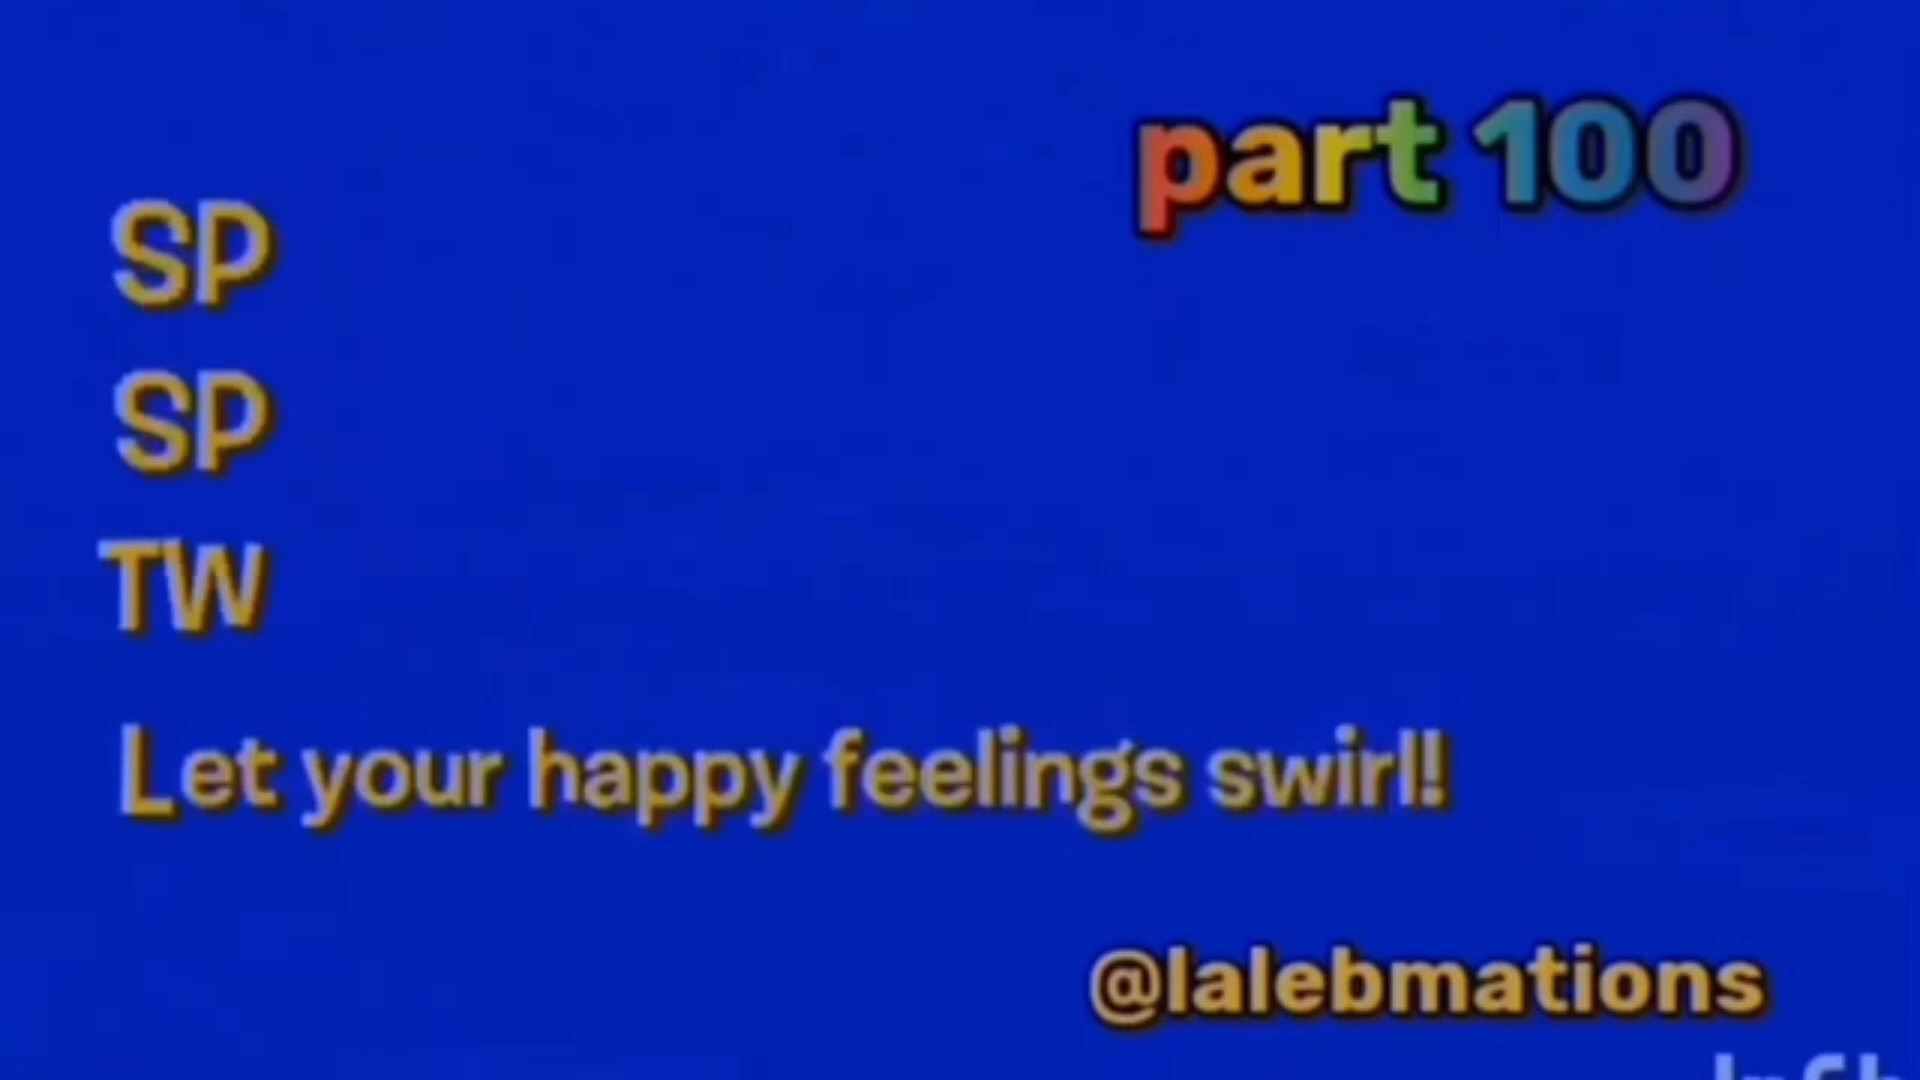 part 100
SP
SP
TW
Let your happy feelings swirl!
@lalebmations